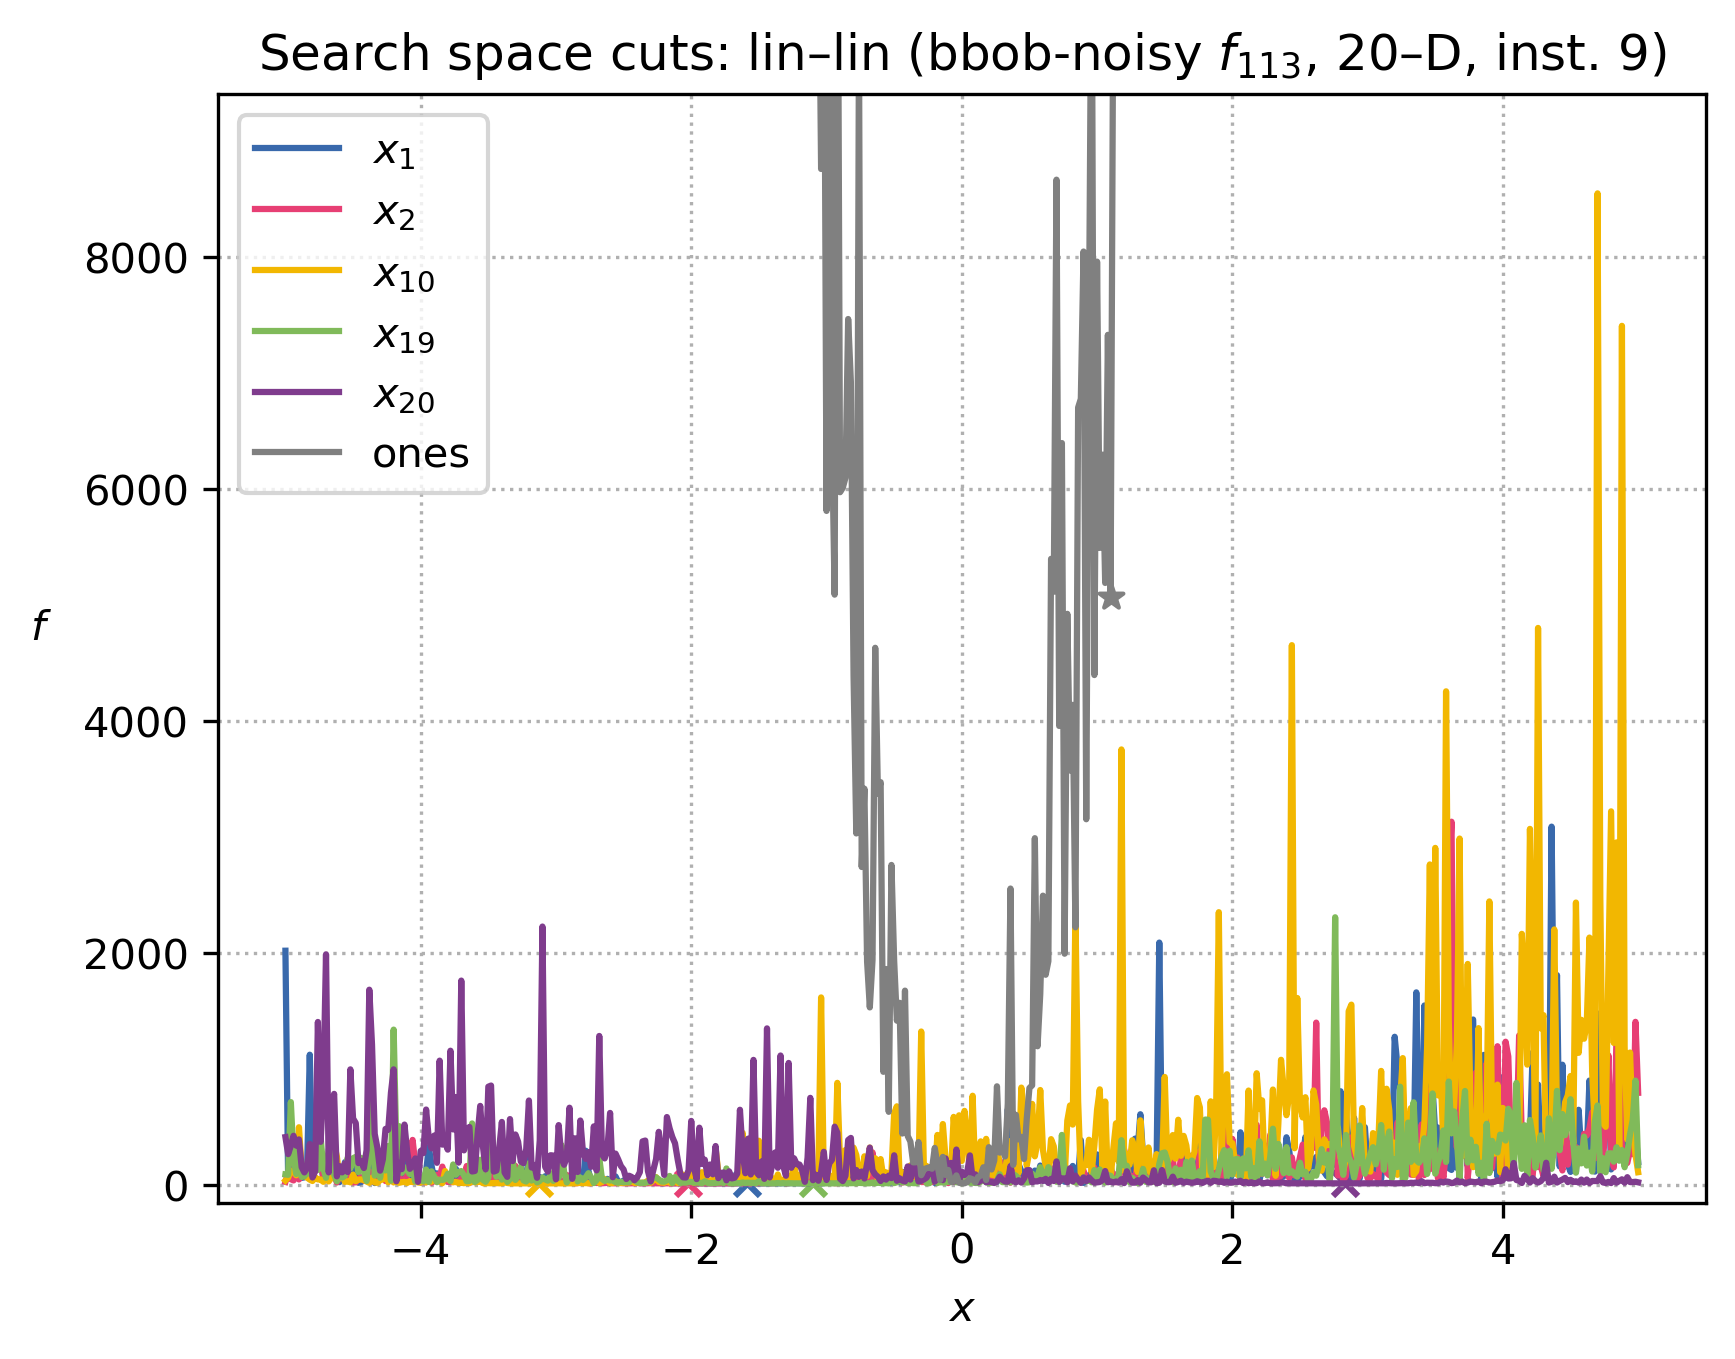 Search space cuts: lin–lin (bbob-noisy f₁₁₃, 20–D, inst. 9)
x₁
x₂
x₁₀
x₁₉
x₂₀
ones
8000
6000
4000
2000
0
f
−4 −2 0 2 4
x